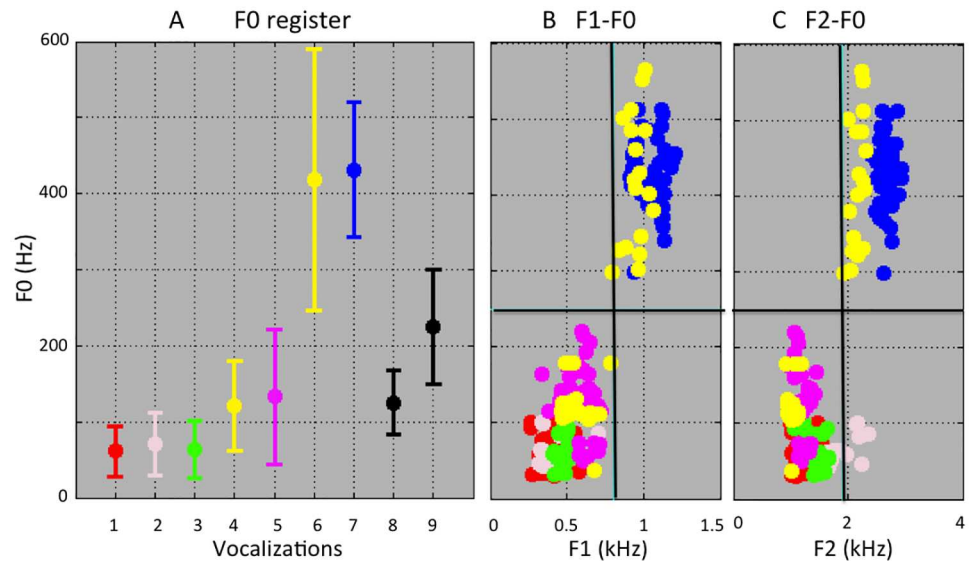 A F0 register
B F1-F0
C F2-F0
F0 (Hz)
600
400
200
0
1 2 3 4 5 6 7 8 9
Vocalizations
0 0.5 1 1.5
F1 (kHz)
0 2 4
F2 (kHz)